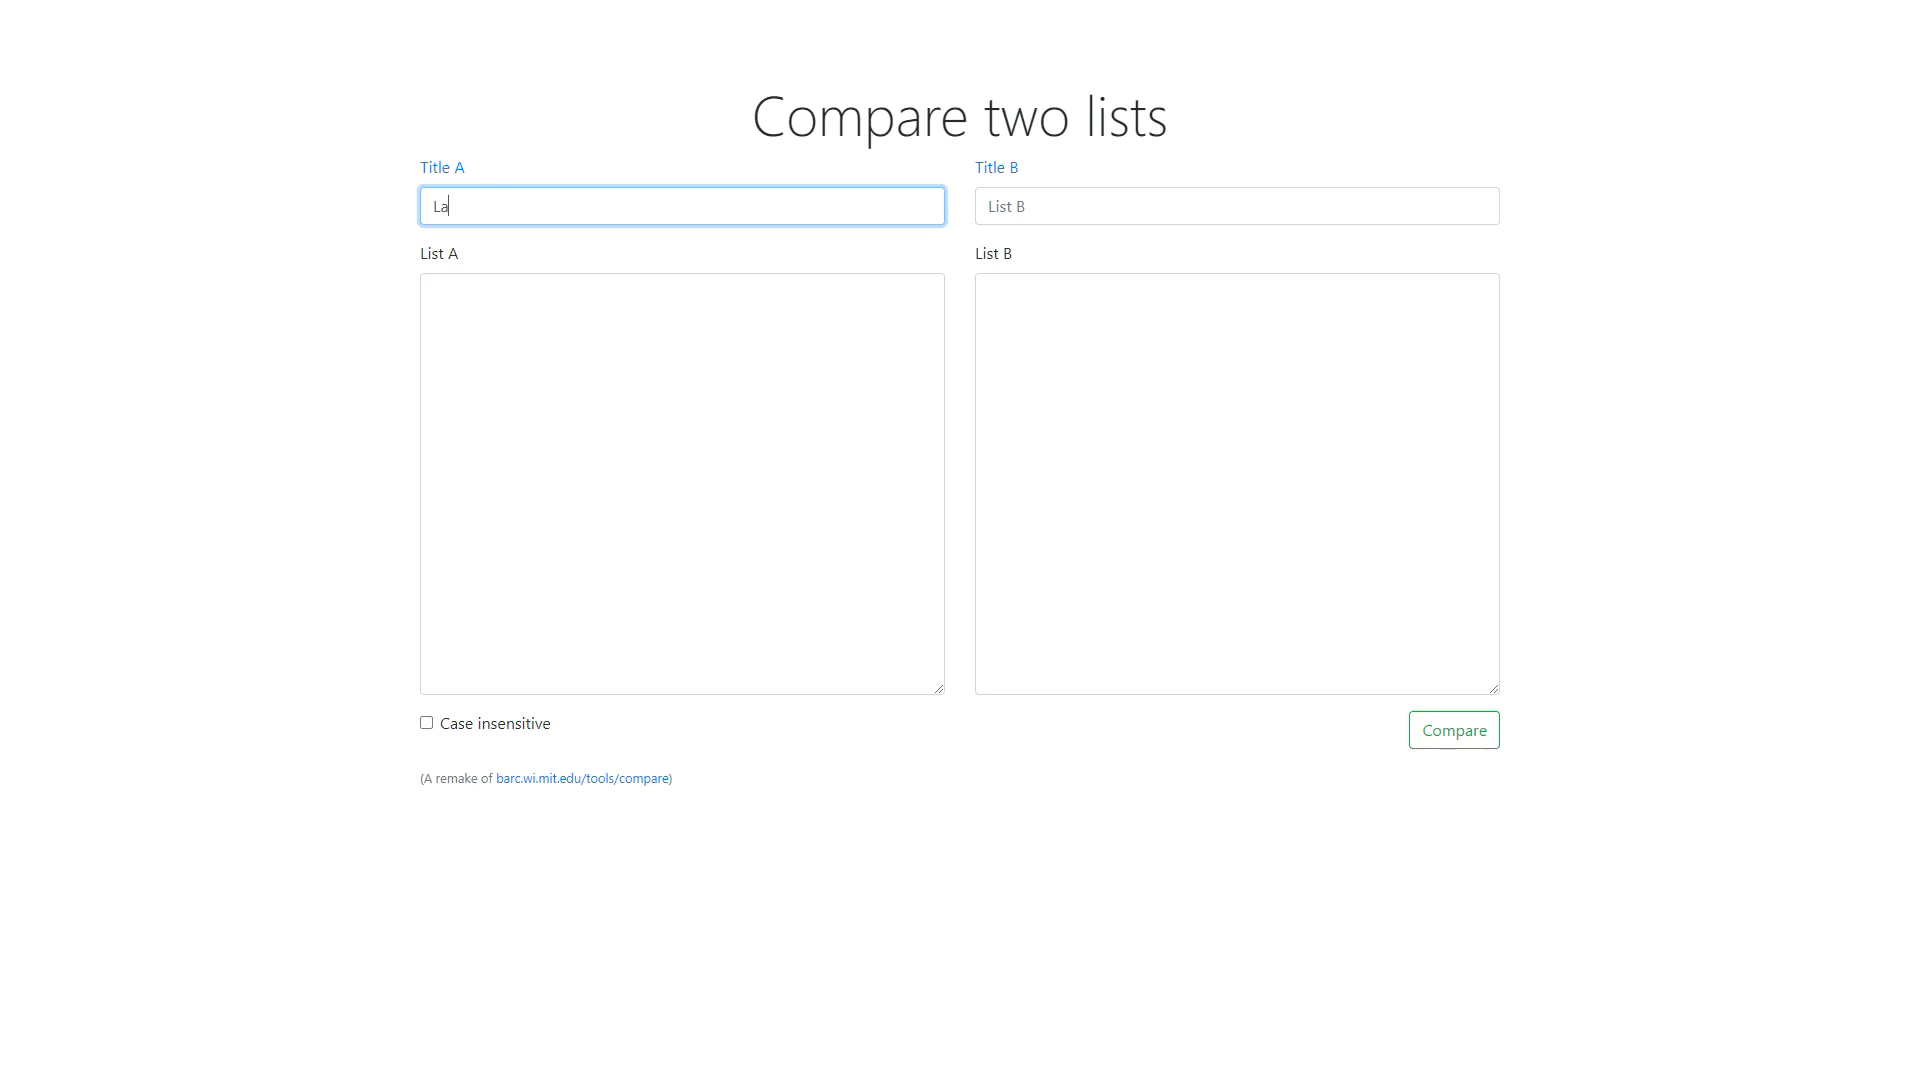 Compare two lists
Title A
Title B
La
List B
List A
List B
Case insensitive
Compare
(A remake of barc.wi.mit.edu/tools/compare)